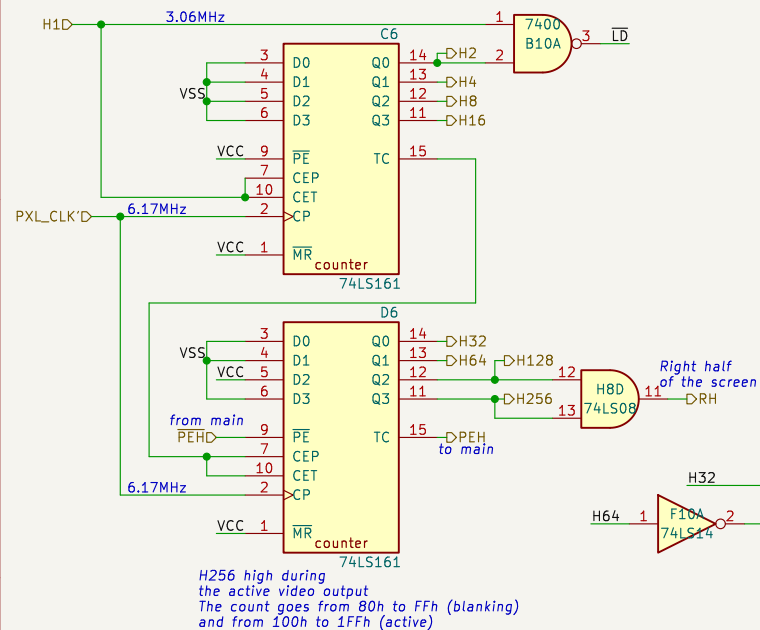 H1
3.06MHz
1
7400
B10A
2
3
LD
C6
3 D0
4 D1
5 D2
6 D3
VSS
VCC 9 PE
7 CEP
10 CET
PXL_CLK' 6.17MHz 2 CP
VCC 1 MR
Q0 14 H2
Q1 13 H4
Q2 12 H8
Q3 11 H16
TC 15
counter
74LS161
D6
3 D0
VSS 4 D1
VCC 5 D2
6 D3
from main
PEH 9 PE
7 CEP
10 CET
6.17MHz 2 CP
VCC 1 MR
Q0 14 H32
Q1 13 H64
Q2 12 H128
Q3 11 H256
TC 15 PEH
to main
counter
74LS161
12
13
H8D
74LS08
11
RH
Right half
of the screen
H32
H64 1
F10A
74LS14
2
H256 high during
the active video output
The count goes from 80h to FFh (blanking)
and from 100h to 1FFh (active)